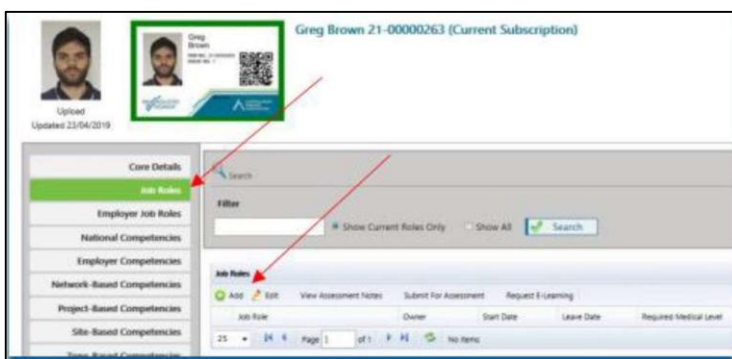 Greg Brown 21-00000263 (Current Subscription)
Greg
Brown
Upload
Updated 23/04/2019
Core Details
Job Roles
Employer Job Roles
National Competencies
Employer Competencies
Network-Based Competencies
Project-Based Competencies
Site-Based Competencies
Zone-Based Competencies
Search
Filter
Show Current Roles Only Show All Search
Job Roles
Add Edit View Assessment Notes Submit For Assessment Request E-Learning
Job Role Owner Start Date Leave Date Required Medical Level
25 Page 1 of 1 No items